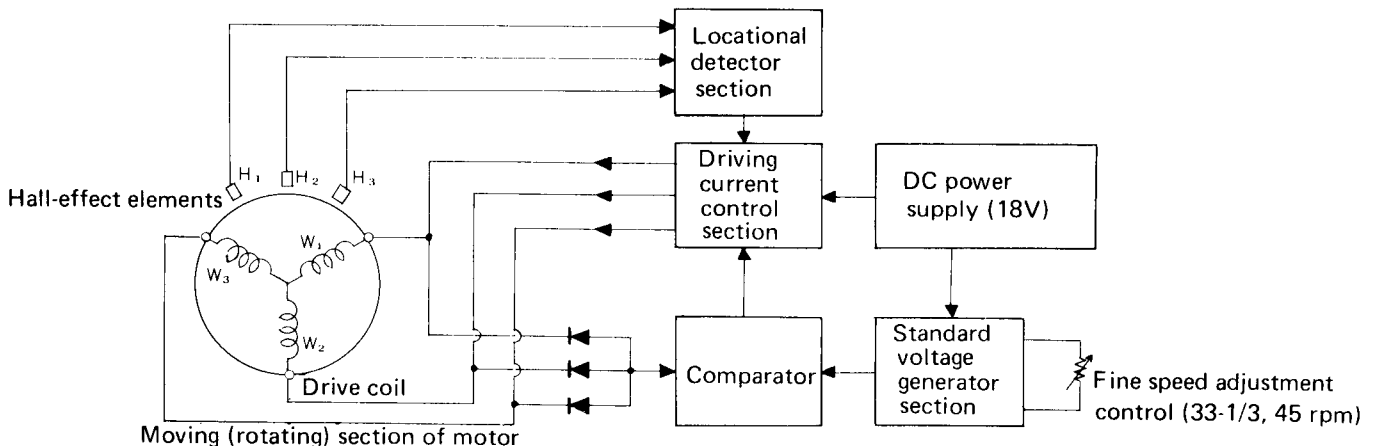 Locational
detector
section
H₁
H₂
H₃
Hall-effect elements
Driving
current
control
section
DC power
supply (18V)
W₁
W₃
W₂
Drive coil
Comparator
Standard
voltage
generator
section
Fine speed adjustment
control (33-1/3, 45 rpm)
Moving (rotating) section of motor